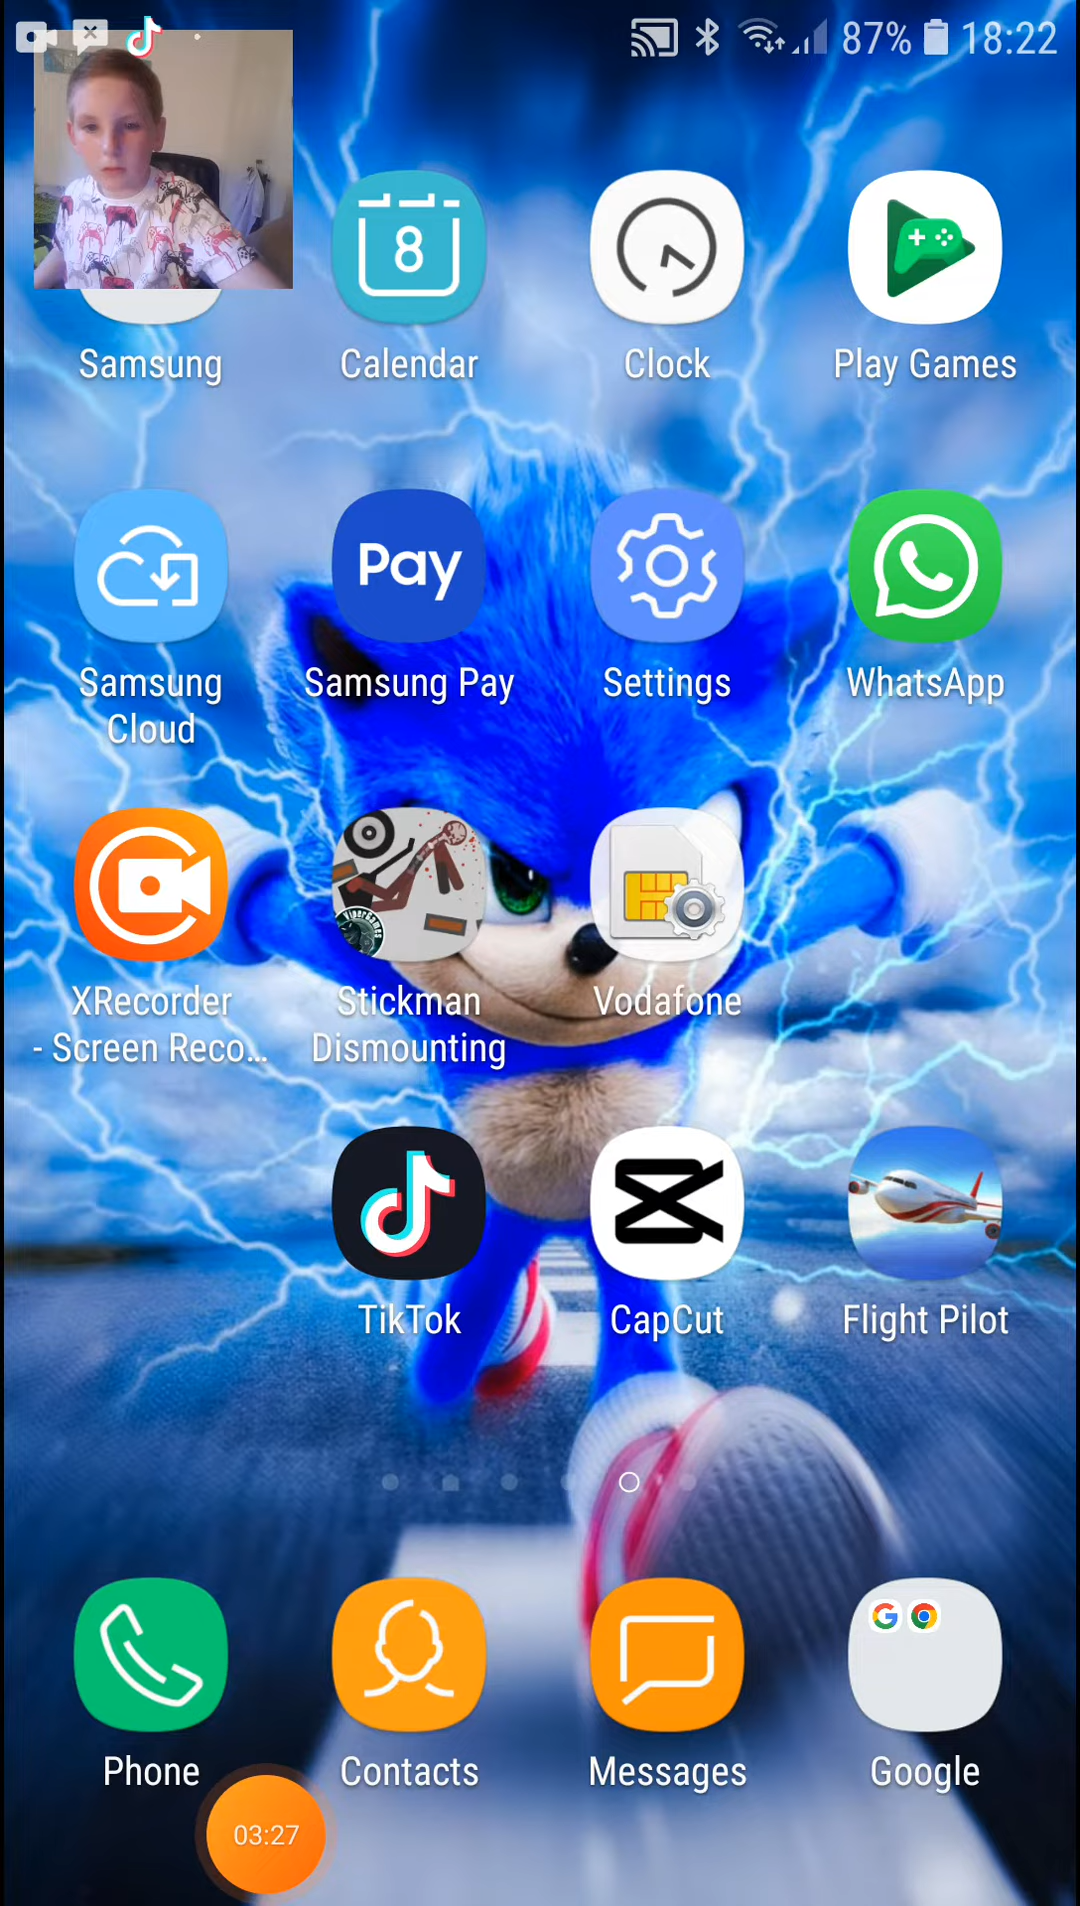 87% 18:22
8
Samsung Calendar Clock Play Games
Pay
Samsung Cloud
Samsung Pay Settings WhatsApp
ViperGames
XRecorder - Screen Reco...
Stickman Dismounting
Vodafone
TikTok CapCut Flight Pilot
G
Phone Contacts Messages Google
03:27